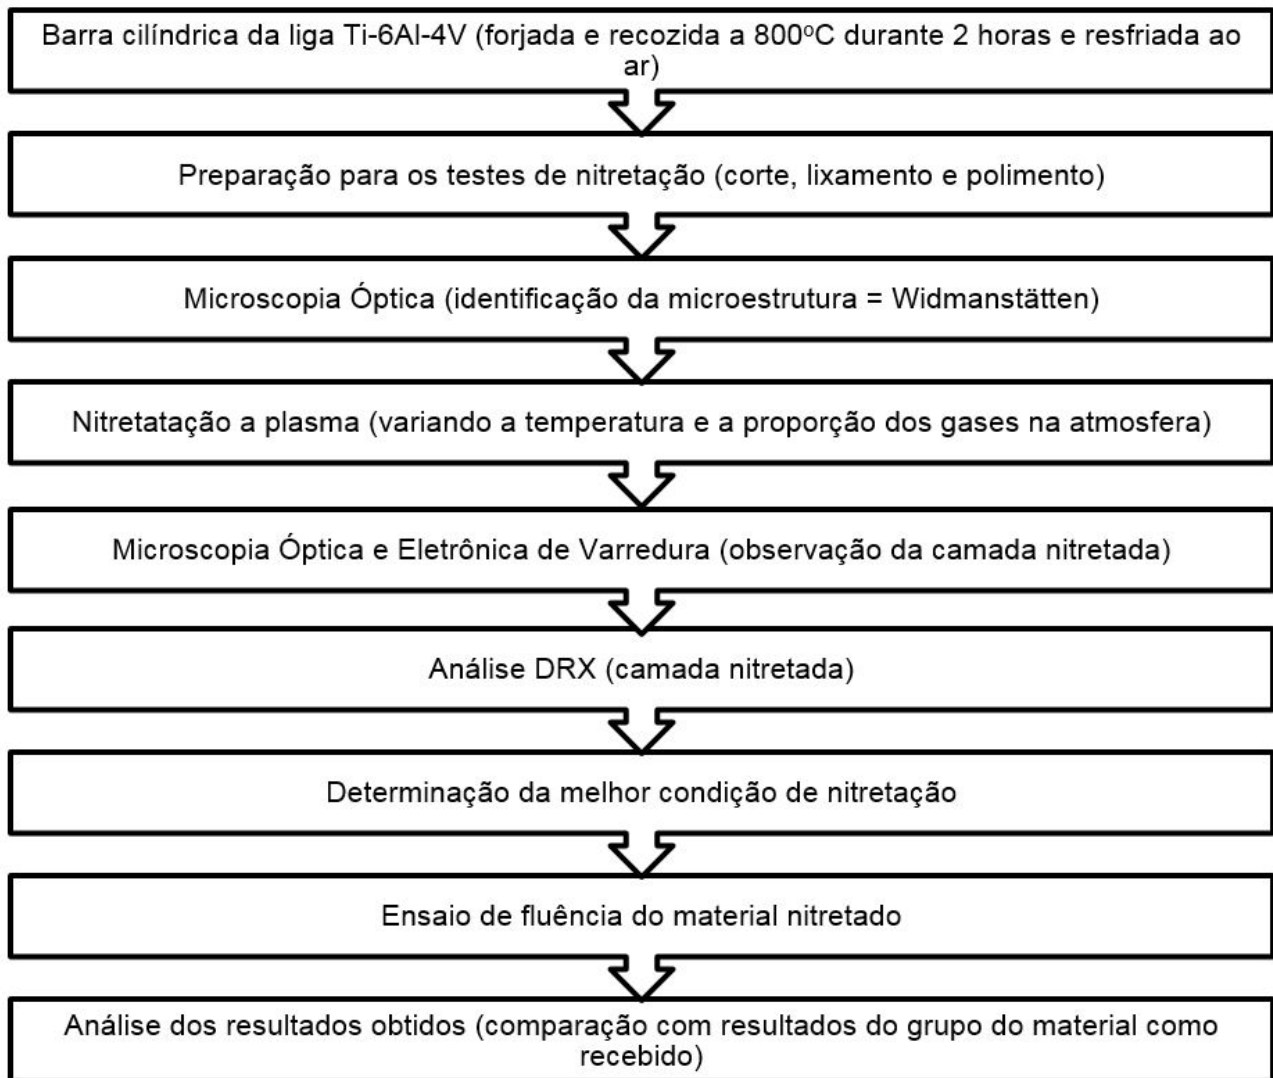 Barra cilíndrica da liga Ti-6Al-4V (forjada e recozida a 800ºC durante 2 horas e resfriada ao
ar)
Preparação para os testes de nitretação (corte, lixamento e polimento)
Microscopia Óptica (identificação da microestrutura = Widmanstätten)
Nitretatação a plasma (variando a temperatura e a proporção dos gases na atmosfera)
Microscopia Óptica e Eletrônica de Varredura (observação da camada nitretada)
Análise DRX (camada nitretada)
Determinação da melhor condição de nitretação
Ensaio de fluência do material nitretado
Análise dos resultados obtidos (comparação com resultados do grupo do material como
recebido)